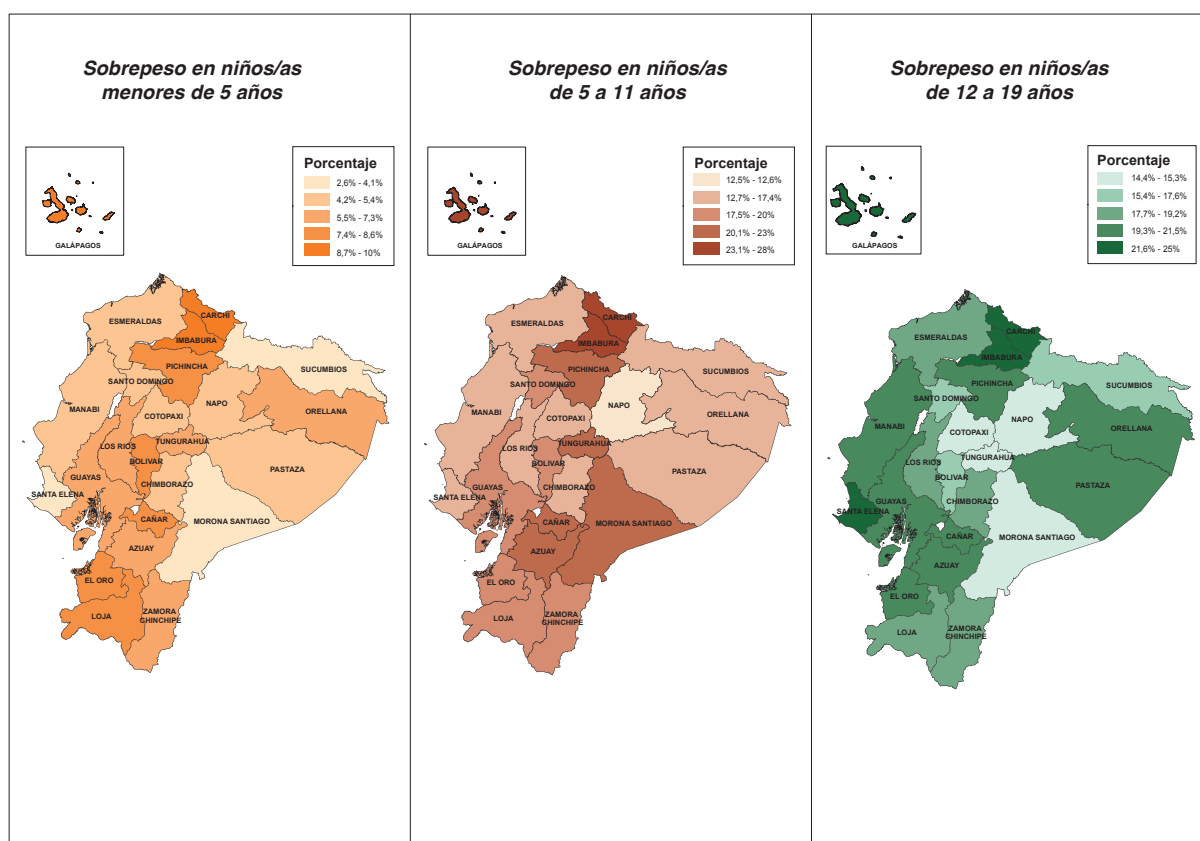 Sobrepeso en niños/as
menores de 5 años
GALÁPAGOS
Porcentaje
2,6% - 4,1%
4,2% - 5,4%
5,5% - 7,3%
7,4% - 8,6%
8,7% - 10%
ESMERALDAS
CARCHI
IMBABURA
PICHINCHA
SUCUMBIOS
SANTO DOMINGO
MANABI
NAPO
ORELLANA
COTOPAXI
LOS RIOS
TUNGURAHUA
BOLIVAR
PASTAZA
GUAYAS
CHIMBORAZO
SANTA ELENA
MORONA SANTIAGO
CAÑAR
AZUAY
EL ORO
LOJA
ZAMORA
CHINCHIPE
Sobrepeso en niños/as
de 5 a 11 años
GALÁPAGOS
Porcentaje
12,5% - 12,6%
12,7% - 17,4%
17,5% - 20%
20,1% - 23%
23,1% - 28%
ESMERALDAS
CARCHI
IMBABURA
PICHINCHA
SUCUMBIOS
SANTO DOMINGO
MANABI
NAPO
ORELLANA
COTOPAXI
LOS RIOS
TUNGURAHUA
BOLIVAR
PASTAZA
GUAYAS
CHIMBORAZO
SANTA ELENA
MORONA SANTIAGO
CAÑAR
AZUAY
EL ORO
LOJA
ZAMORA
CHINCHIPE
Sobrepeso en niños/as
de 12 a 19 años
GALÁPAGOS
Porcentaje
14,4% - 15,3%
15,4% - 17,6%
17,7% - 19,2%
19,3% - 21,5%
21,6% - 25%
ESMERALDAS
CARCHI
IMBABURA
PICHINCHA
SUCUMBIOS
SANTO DOMINGO
MANABI
NAPO
ORELLANA
COTOPAXI
LOS RIOS
TUNGURAHUA
BOLIVAR
PASTAZA
GUAYAS
CHIMBORAZO
SANTA ELENA
MORONA SANTIAGO
CAÑAR
AZUAY
EL ORO
LOJA
ZAMORA
CHINCHIPE